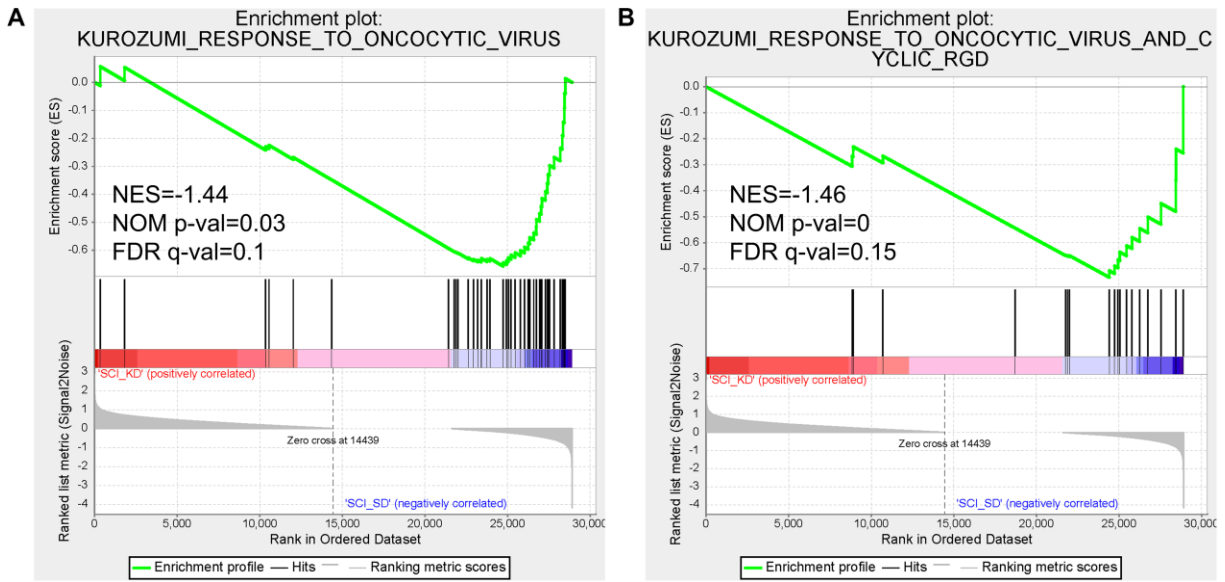 A
Enrichment plot:
KUROZUMI_RESPONSE_TO_ONCOCYTIC_VIRUS
Enrichment score (ES)
0.0
-0.1
-0.2
-0.3
-0.4
-0.5
-0.6
NES=-1.44
NOM p-val=0.03
FDR q-val=0.1
Ranked list metric (Signal2Noise)
3
2
1
0
-1
-2
-3
-4
'SCI_KD' (positively correlated)
Zero cross at 14439
'SCI_SD' (negatively correlated)
0 5,000 10,000 15,000 20,000 25,000 30,000
Rank in Ordered Dataset
Enrichment profile Hits Ranking metric scores
B
Enrichment plot:
KUROZUMI_RESPONSE_TO_ONCOCYTIC_VIRUS_AND_C
YCLIC_RGD
Enrichment score (ES)
0.0
-0.1
-0.2
-0.3
-0.4
-0.5
-0.6
-0.7
NES=-1.46
NOM p-val=0
FDR q-val=0.15
Ranked list metric (Signal2Noise)
3
2
1
0
-1
-2
-3
-4
'SCI_KD' (positively correlated)
Zero cross at 14439
'SCI_SD' (negatively correlated)
0 5,000 10,000 15,000 20,000 25,000 30,000
Rank in Ordered Dataset
Enrichment profile Hits Ranking metric scores